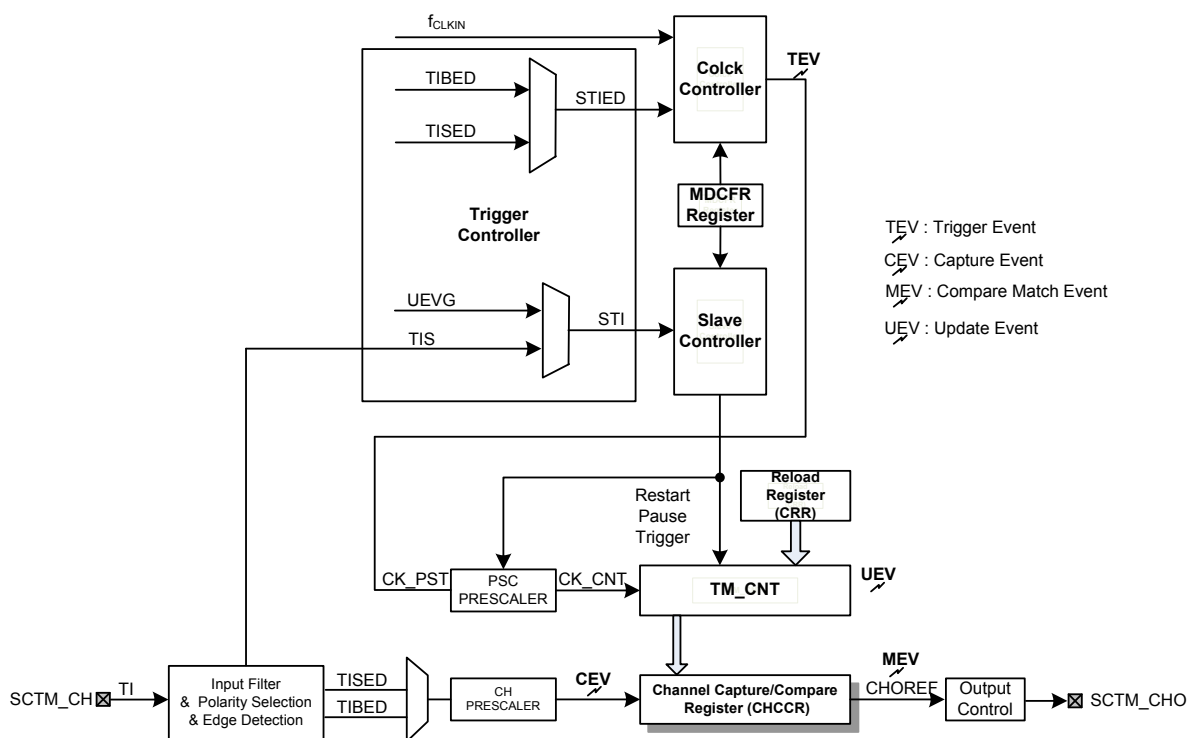 fCLKIN
TIBED
TISED
STIED
Colck
Controller
TEV
Trigger
Controller
MDCFR
Register
UEVG
TIS
STI
Slave
Controller
TEV : Trigger Event
CEV : Capture Event
MEV : Compare Match Event
UEV : Update Event
Restart
Pause
Trigger
Reload
Register
(CRR)
CK_PST
PSC
PRESCALER
CK_CNT
TM_CNT
UEV
SCTM_CH
TI
Input Filter
& Polarity Selection
& Edge Detection
TISED
TIBED
CH
PRESCALER
CEV
Channel Capture/Compare
Register (CHCCR)
MEV
CHOREF
Output
Control
SCTM_CHO